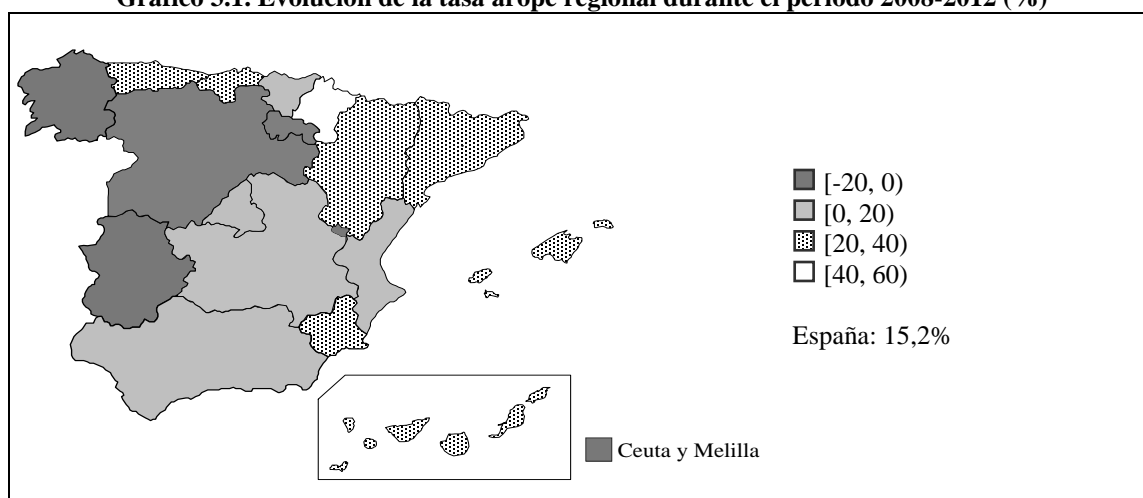 Gráfico 3.1. Evolución de la tasa arope regional durante el período 2008-2012 (%)
[-20, 0)
[0, 20)
[20, 40)
[40, 60)
España: 15,2%
Ceuta y Melilla